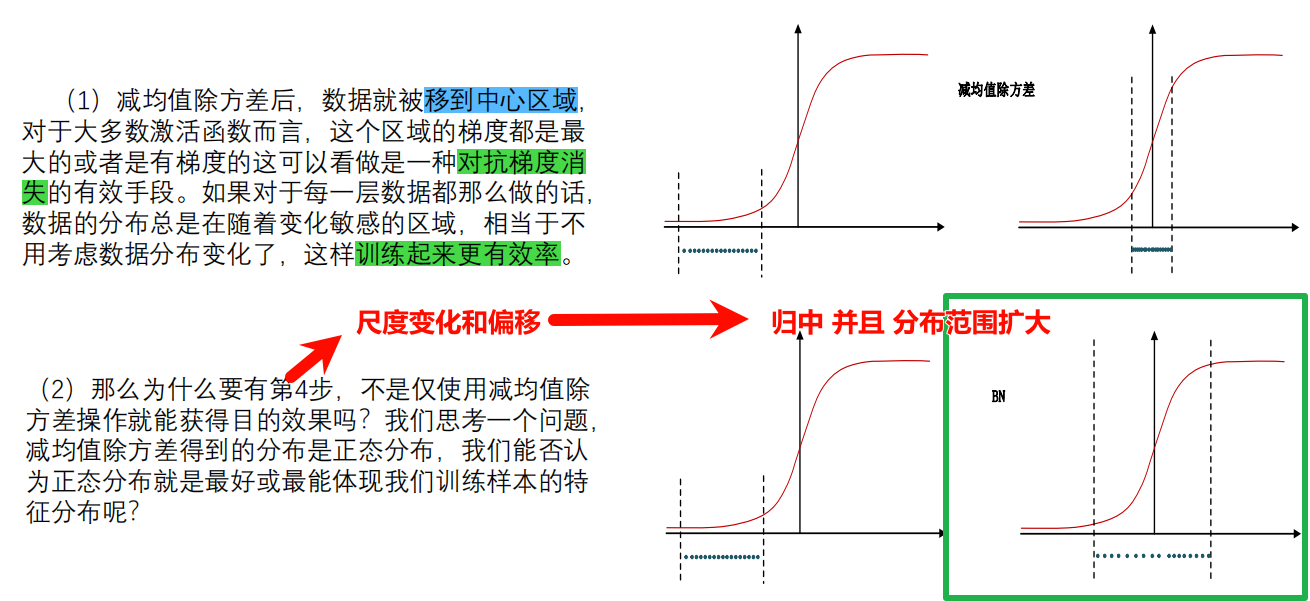 （1）减均值除方差后，数据就被移到中心区域，
对于大多数激活函数而言，这个区域的梯度都是最
大的或者是有梯度的这可以看做是一种对抗梯度消
失的有效手段。如果对于每一层数据都那么做的话，
数据的分布总是在随着变化敏感的区域，相当于不
用考虑数据分布变化了，这样训练起来更有效率。
减均值除方差
尺度变化和偏移
归中 并且 分布范围扩大
（2）那么为什么要有第4步，不是仅使用减均值除
方差操作就能获得目的效果吗？我们思考一个问题，
减均值除方差得到的分布是正态分布，我们能否认
为正态分布就是最好或最能体现我们训练样本的特
征分布呢？
BN